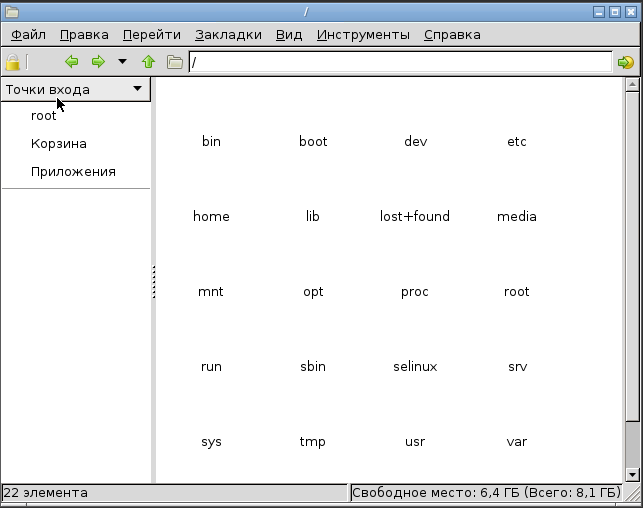 /
Файл Правка Перейти Закладки Вид Инструменты Справка
/
Точки входа
root
Корзина
Приложения
bin boot dev etc
home lib lost+found media
mnt opt proc root
run sbin selinux srv
sys tmp usr var
22 элемента Свободное место: 6,4 ГБ (Всего: 8,1 ГБ)